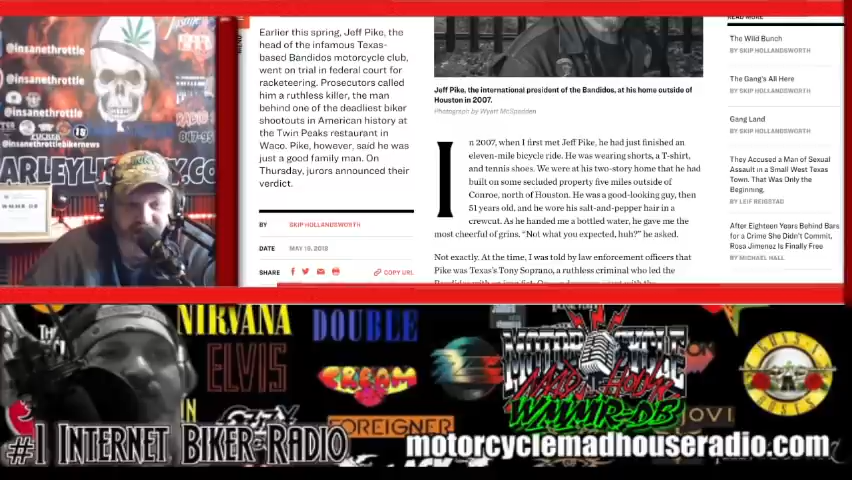 @insanethrottle
@insanethrottle
@insanethrottle
@insanethrottlebikernews
Earlier this spring, Jeff Pike, the
head of the infamous Texas-
based Bandidos motorcycle club,
went on trial in federal court for
racketeering. Prosecutors called
him a ruthless killer, the man
behind one of the deadliest biker
shootouts in American history at
the Twin Peaks restaurant in
Waco. Pike, however, said he was
just a good family man. On
Thursday, jurors announced their
verdict.
BY SKIP HOLLANDSWORTH
DATE MAY 18, 2018
SHARE COPY URL
Jeff Pike, the international president of the Bandidos, at his home outside of
Houston in 2007.
Photograph by Wyatt McSpadden
In 2007, when I first met Jeff Pike, he had just finished an
eleven-mile bicycle ride. He was wearing shorts, a T-shirt,
and tennis shoes. We were at his two-story home that he had
built on some secluded property five miles outside of
Conroe, north of Houston. He was a good-looking guy, then
51 years old, and he wore his salt-and-pepper hair in a
crewcut. As he handed me a bottled water, he gave me the
most cheerful of grins. “Not what you expected, huh?” he asked.
Not exactly. At the time, I was told by law enforcement officers that
Pike was Texas’s Tony Soprano, a ruthless criminal who led the
READ MORE
The Wild Bunch
BY SKIP HOLLANDSWORTH
The Gang's All Here
BY SKIP HOLLANDSWORTH
Gang Land
BY SKIP HOLLANDSWORTH
They Accused a Man of Sexual
Assault in a Small West Texas
Town. That Was Only the
Beginning.
BY LEIF REIGSTAD
After Eighteen Years Behind Bars
for a Crime She Didn't Commit,
Rosa Jimenez Is Finally Free
BY MICHAEL HALL
NIRVANA
DOUBLE
ELVIS
CREAM
FOREIGNER
MOTORCYCLE
MADHOUSE
WMMR-DB
#1 INTERNET BIKER RADIO
motorcyclemadhouseradio.com